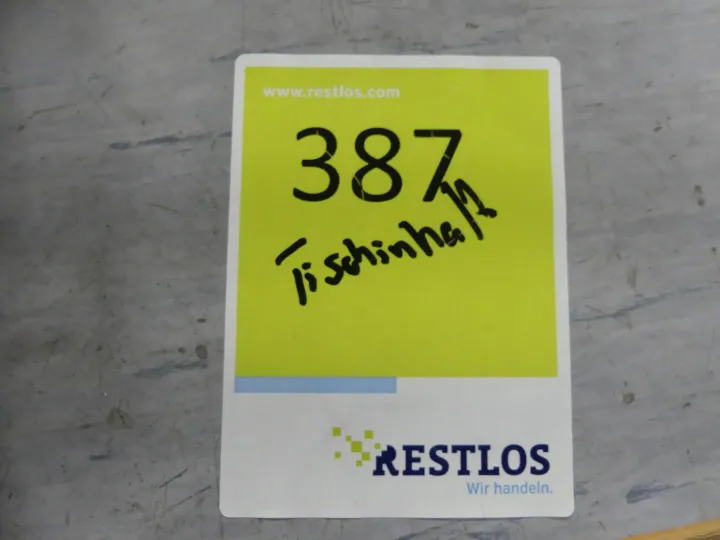 www.restlos.com
387
Tischinhalt
RESTLOS
Wir handeln.